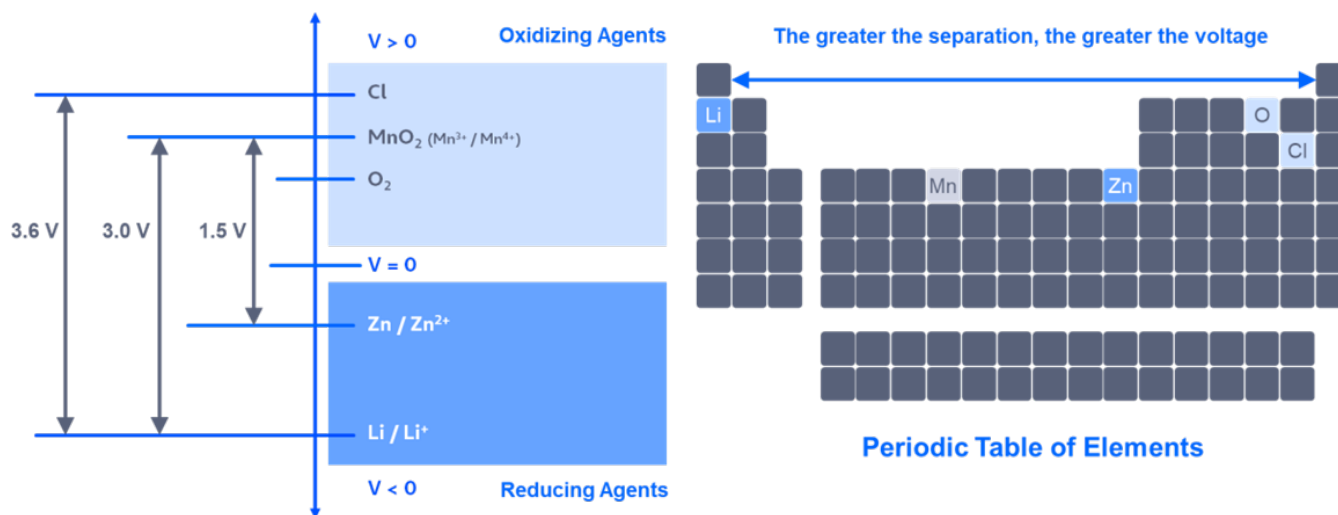 V > 0
Oxidizing Agents
Cl
MnO₂ (Mn³⁺ / Mn⁴⁺)
O₂
3.6 V
3.0 V
1.5 V
V = 0
Zn / Zn²⁺
Li / Li⁺
V < 0
Reducing Agents
The greater the separation, the greater the voltage
Li
O
Cl
Mn
Zn
Periodic Table of Elements